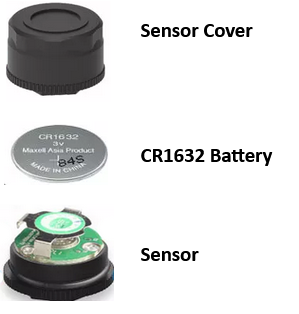 Sensor Cover
CR1632
3V
Maxell Asia Product
84S
MADE IN CHINA
CR1632 Battery
Sensor